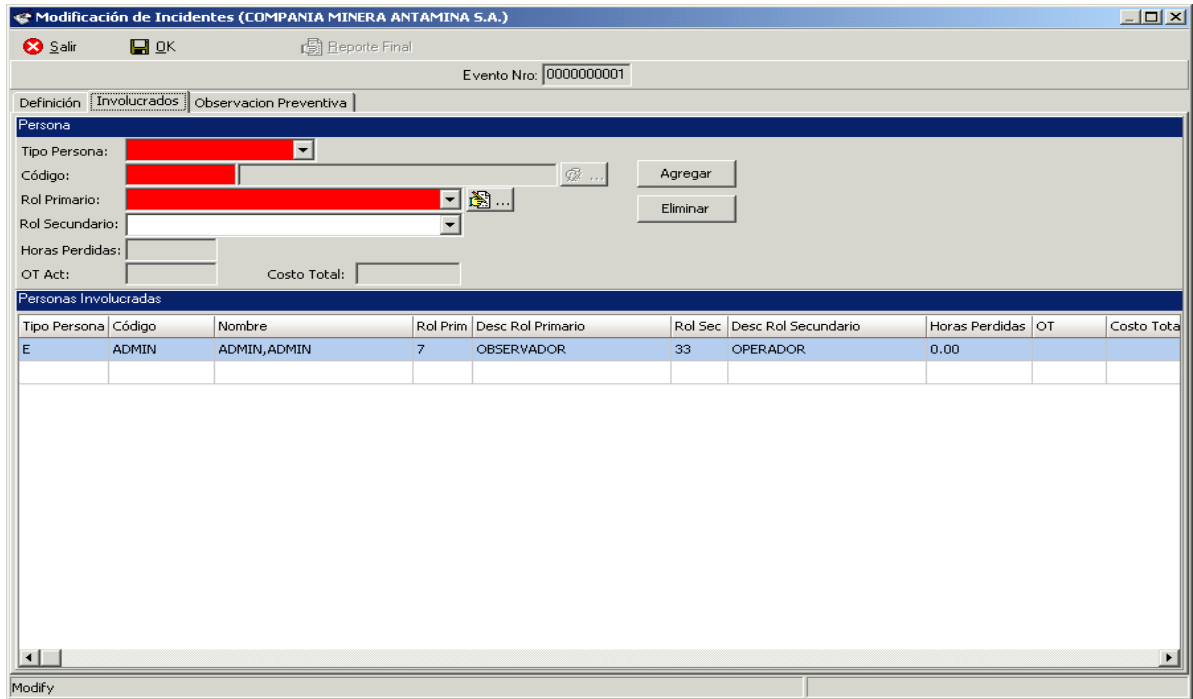 Modificación de Incidentes (COMPANIA MINERA ANTAMINA S.A.)
Salir OK Reporte Final
Evento Nro: 0000000001
Definición Involucrados Observacion Preventiva
Persona
Tipo Persona:
Código: ... Agregar
Rol Primario: ...
Eliminar
Rol Secundario:
Horas Perdidas:
OT Act: Costo Total:
Personas Involucradas
Tipo Persona Código Nombre Rol Prim Desc Rol Primario Rol Sec Desc Rol Secundario Horas Perdidas OT Costo Tota
E ADMIN ADMIN,ADMIN 7 OBSERVADOR 33 OPERADOR 0.00
Modify